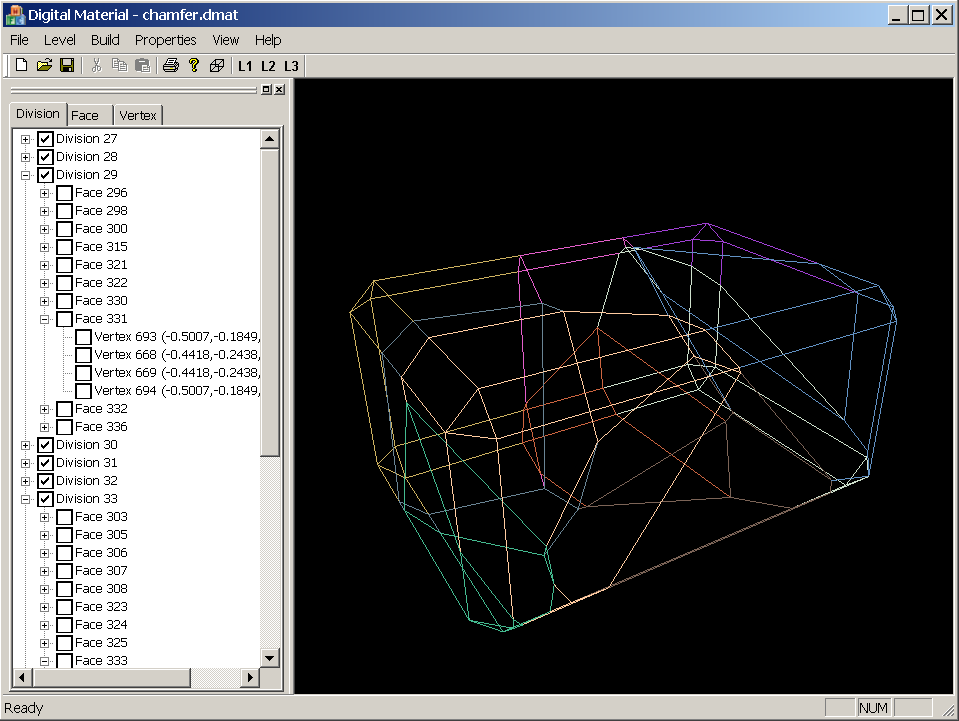 Digital Material - chamfer.dmat
File Level Build Properties View Help
L1 L2 L3
Division Face Vertex
Division 27
Division 28
Division 29
Face 296
Face 298
Face 300
Face 315
Face 321
Face 322
Face 330
Face 331
Vertex 693 (-0.5007,-0.1849,
Vertex 668 (-0.4418,-0.2438,
Vertex 669 (-0.4418,-0.2438,
Vertex 694 (-0.5007,-0.1849,
Face 332
Face 336
Division 30
Division 31
Division 32
Division 33
Face 303
Face 305
Face 306
Face 307
Face 308
Face 323
Face 324
Face 325
Face 333
Ready NUM